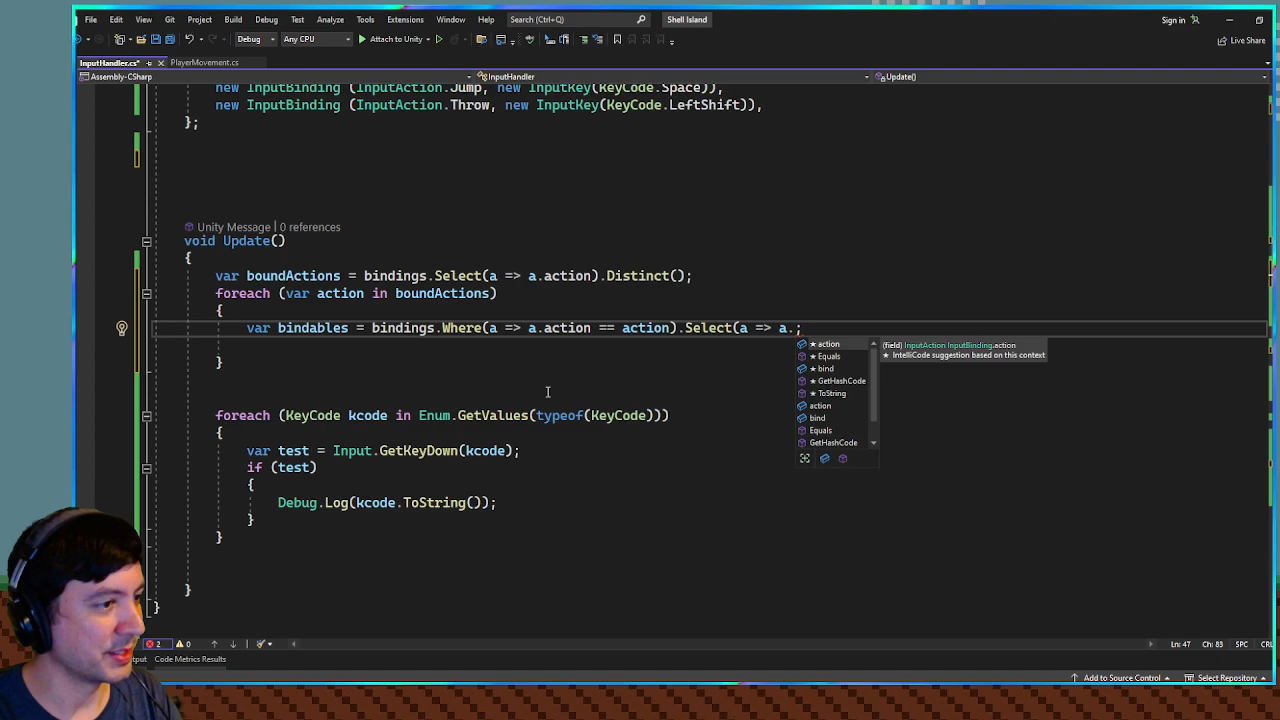 File Edit View Git Project Build Debug Test Analyze Tools Extensions Window Help Search (Ctrl+Q) Shell Island Sign in
Debug Any CPU Attach to Unity Live Share
InputHandler.cs* PlayerMovement.cs
Assembly-CSharp InputHandler Update()
new InputBinding (InputAction.Jump, new InputKey(KeyCode.Space)),
new InputBinding (InputAction.Throw, new InputKey(KeyCode.LeftShift)),
};
Unity Message | 0 references
void Update()
{
var boundActions = bindings.Select(a => a.action).Distinct();
foreach (var action in boundActions)
{
var bindables = bindings.Where(a => a.action == action).Select(a => a.;
★ action
★ Equals
★ bind
★ GetHashCode
★ ToString
action
bind
Equals
GetHashCode
(field) InputAction InputBinding.action
★ IntelliCode suggestion based on this context
}
foreach (KeyCode kcode in Enum.GetValues(typeof(KeyCode)))
{
var test = Input.GetKeyDown(kcode);
if (test)
{
Debug.Log(kcode.ToString());
}
}
}
}
2 0 Ln: 47 Ch: 83 SPC
Code Metrics Results
Add to Source Control Select Repository